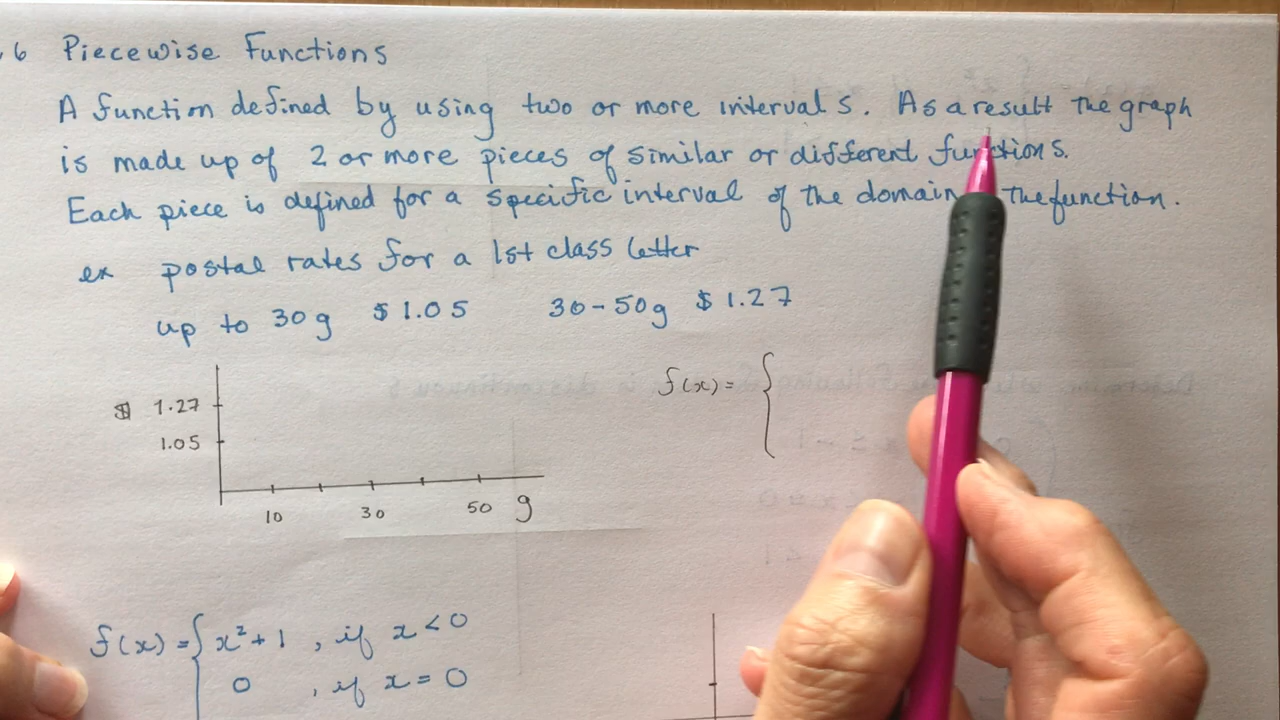 .6 Piecewise Functions
A function defined by using two or more intervals. As a result the graph
is made up of 2 or more pieces of similar or different functions.
Each piece is defined for a specific interval of the domain the function.
ex postal rates for a 1st class letter
up to 30g $1.05 30-50g $1.27
f(x)= {
$ 1.27
1.05
10 30 50 g
f(x)= { x²+1 , if x<0
0 , if x=0